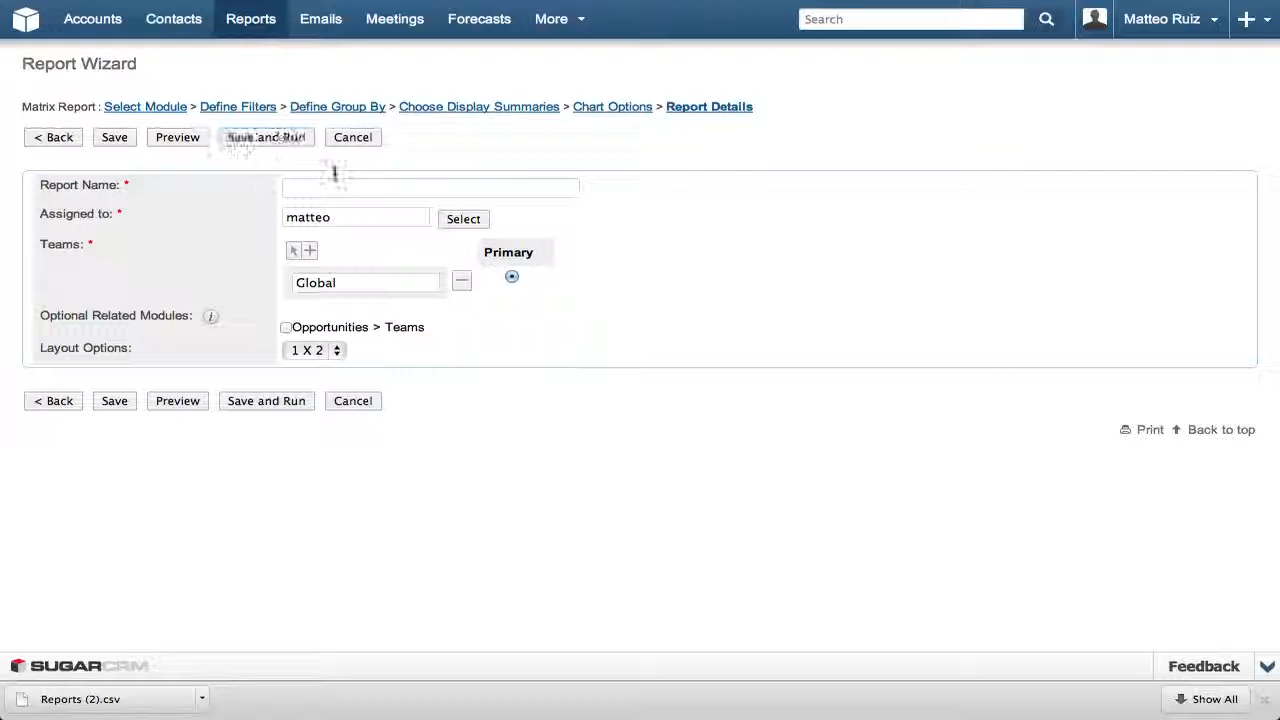 Accounts Contacts Reports Emails Meetings Forecasts More Search Matteo Ruiz
Report Wizard
Matrix Report : Select Module > Define Filters > Define Group By > Choose Display Summaries > Chart Options > Report Details
< Back Save Preview Save and Run Cancel
Report Name: *
Assigned to: * matteo Select
Teams: * Primary
Global
Optional Related Modules: i Opportunities > Teams
Layout Options: 1 X 2
< Back Save Preview Save and Run Cancel
Print Back to top
SUGARCRM Feedback
Reports (2).csv Show All